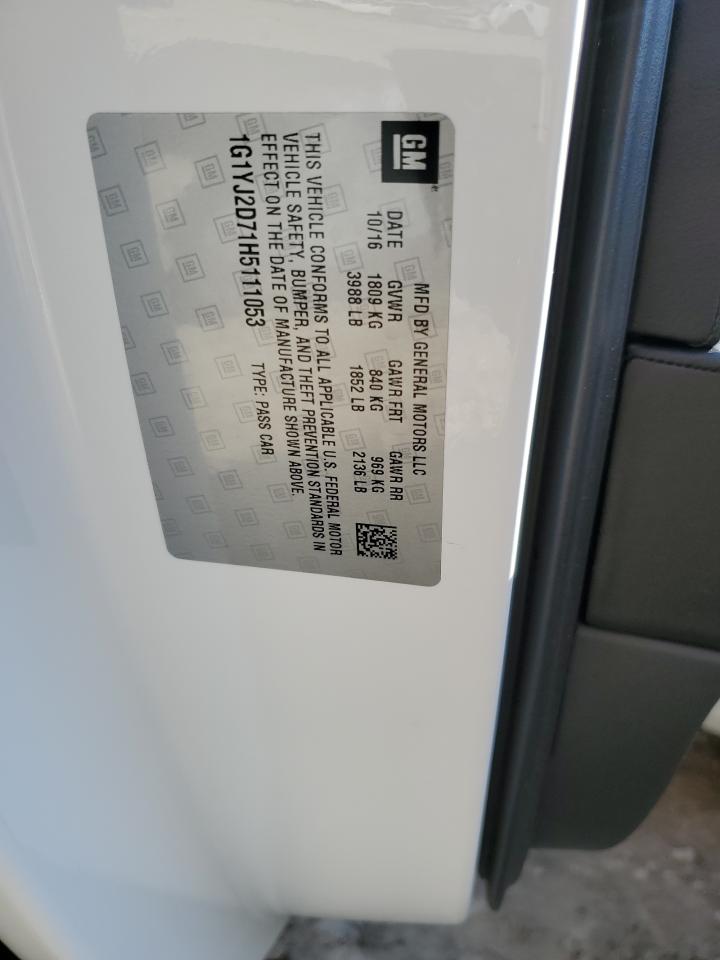 GM
MFD BY GENERAL MOTORS LLC
DATE GVWR GAWR FRT GAWR RR
10/16 1809 KG 840 KG 969 KG
3988 LB 1852 LB 2136 LB
THIS VEHICLE CONFORMS TO ALL APPLICABLE U.S. FEDERAL MOTOR
VEHICLE SAFETY, BUMPER, AND THEFT PREVENTION STANDARDS IN
EFFECT ON THE DATE OF MANUFACTURE SHOWN ABOVE.
1G1YJ2D71H5111053 TYPE: PASS CAR